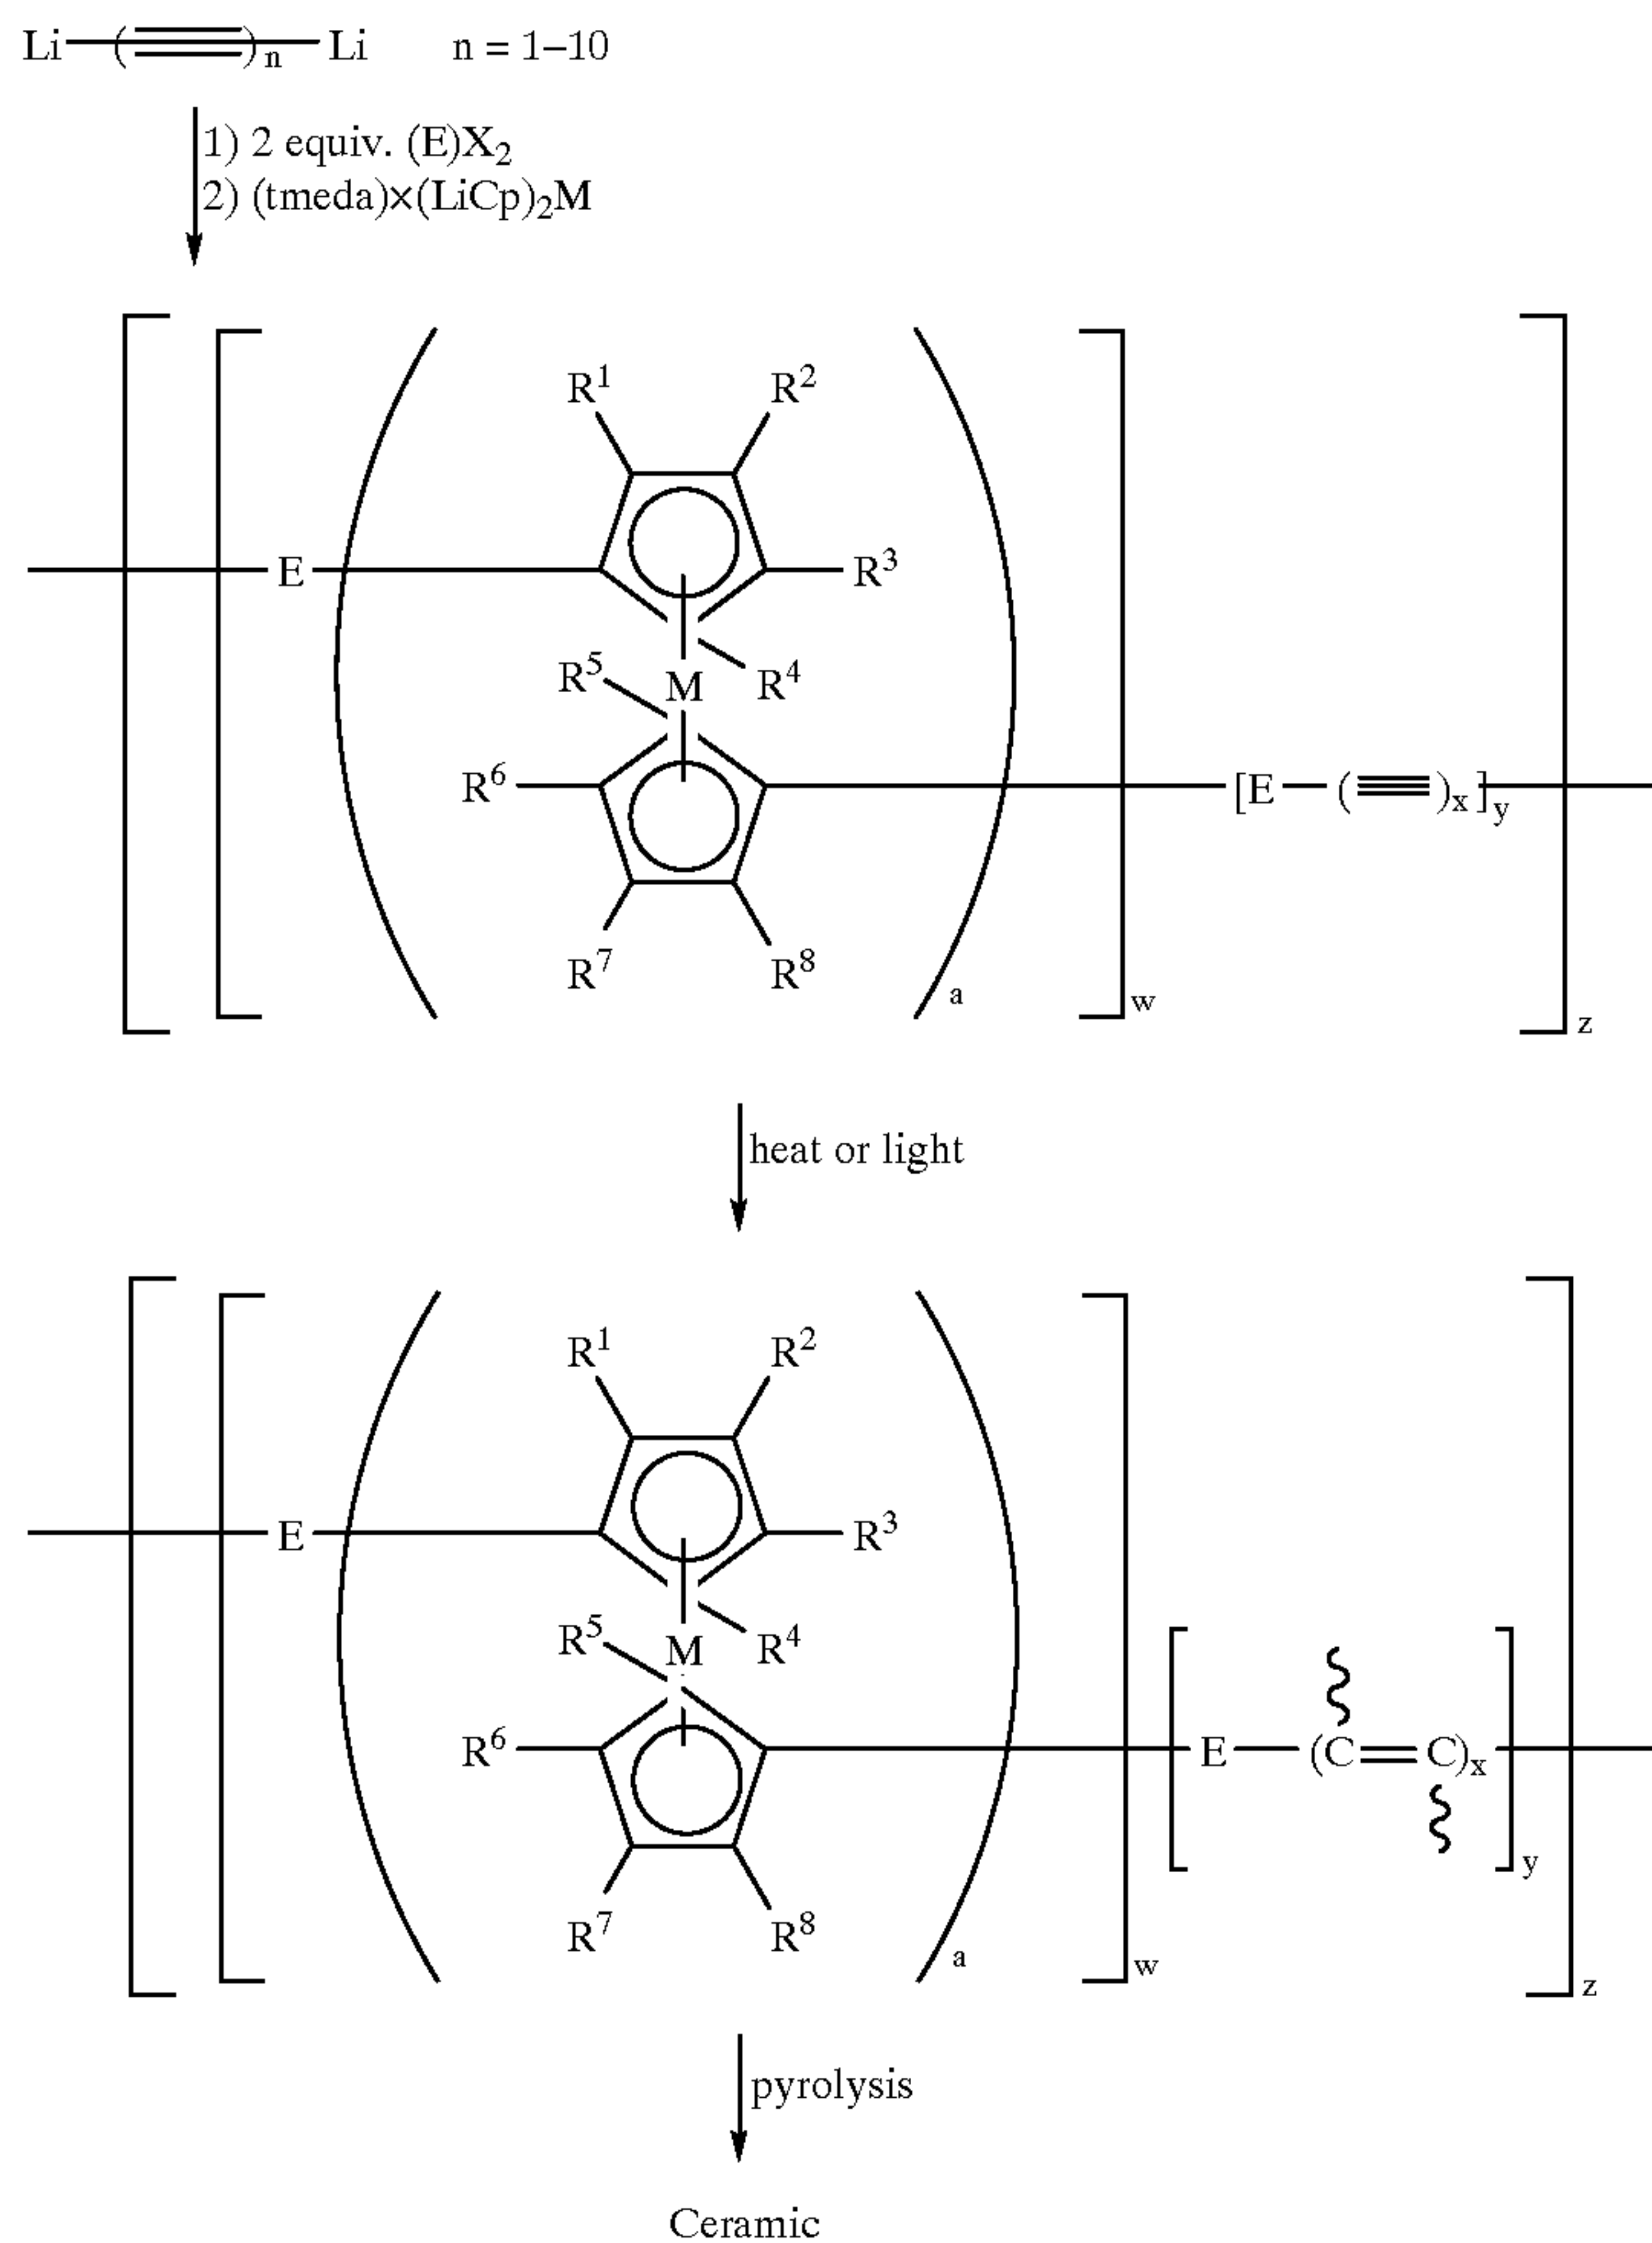 Li—(≡)n—Li n = 1–10
1) 2 equiv. (E)X2
2) (tmeda)×(LiCp)2M
R1 R2
E R3
R5 M R4
R6 [E—(≡)x]y
R7 R8
a w z
heat or light
R1 R2
E R3
R5 M R4
R6 E—(C=C)x
y
R7 R8
a w z
pyrolysis
Ceramic